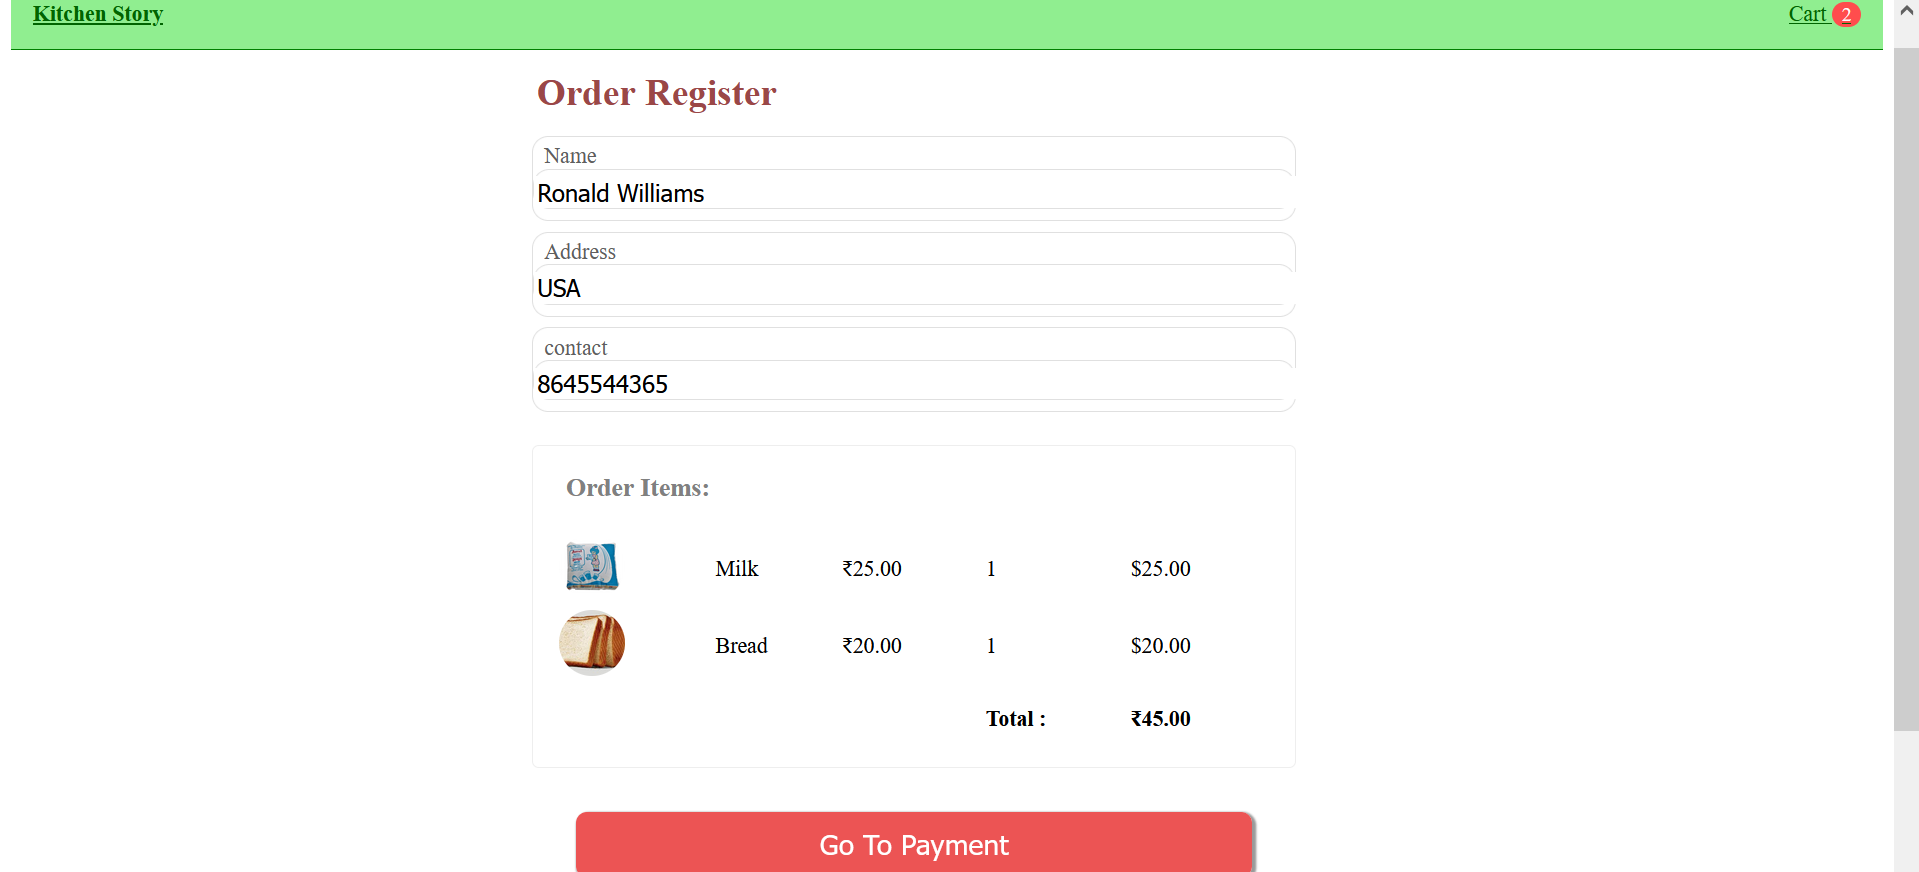 Kitchen Story Cart 2
Order Register
Name
Ronald Williams
Address
USA
contact
8645544365
Order Items:
Milk ₹25.00 1 $25.00
Bread ₹20.00 1 $20.00
Total : ₹45.00
Go To Payment